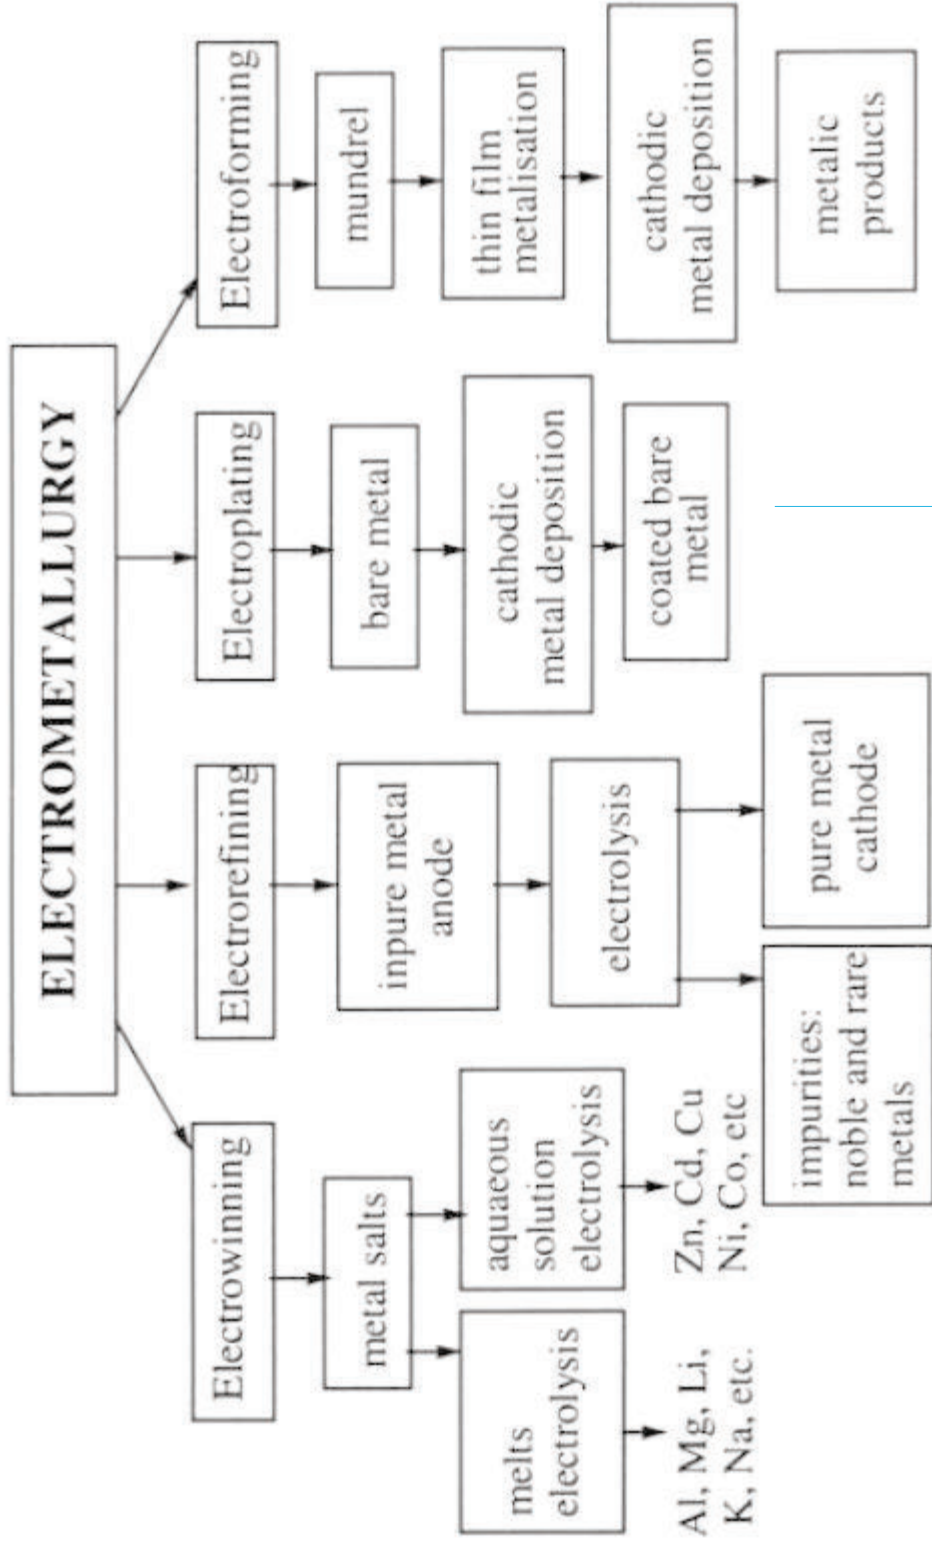 ELECTROMETALLURGY
Electrowinning
metal salts
melts
electrolysis
Al, Mg, Li,
K, Na, etc.
aquaeous
solution
electrolysis
Zn, Cd, Cu
Ni, Co, etc
Electrorefining
inpure metal
anode
electrolysis
impurities:
noble and rare
metals
pure metal
cathode
Electroplating
bare metal
cathodic
metal deposition
coated bare
metal
Electroforming
mundrel
thin film
metalisation
cathodic
metal deposition
metalic
products